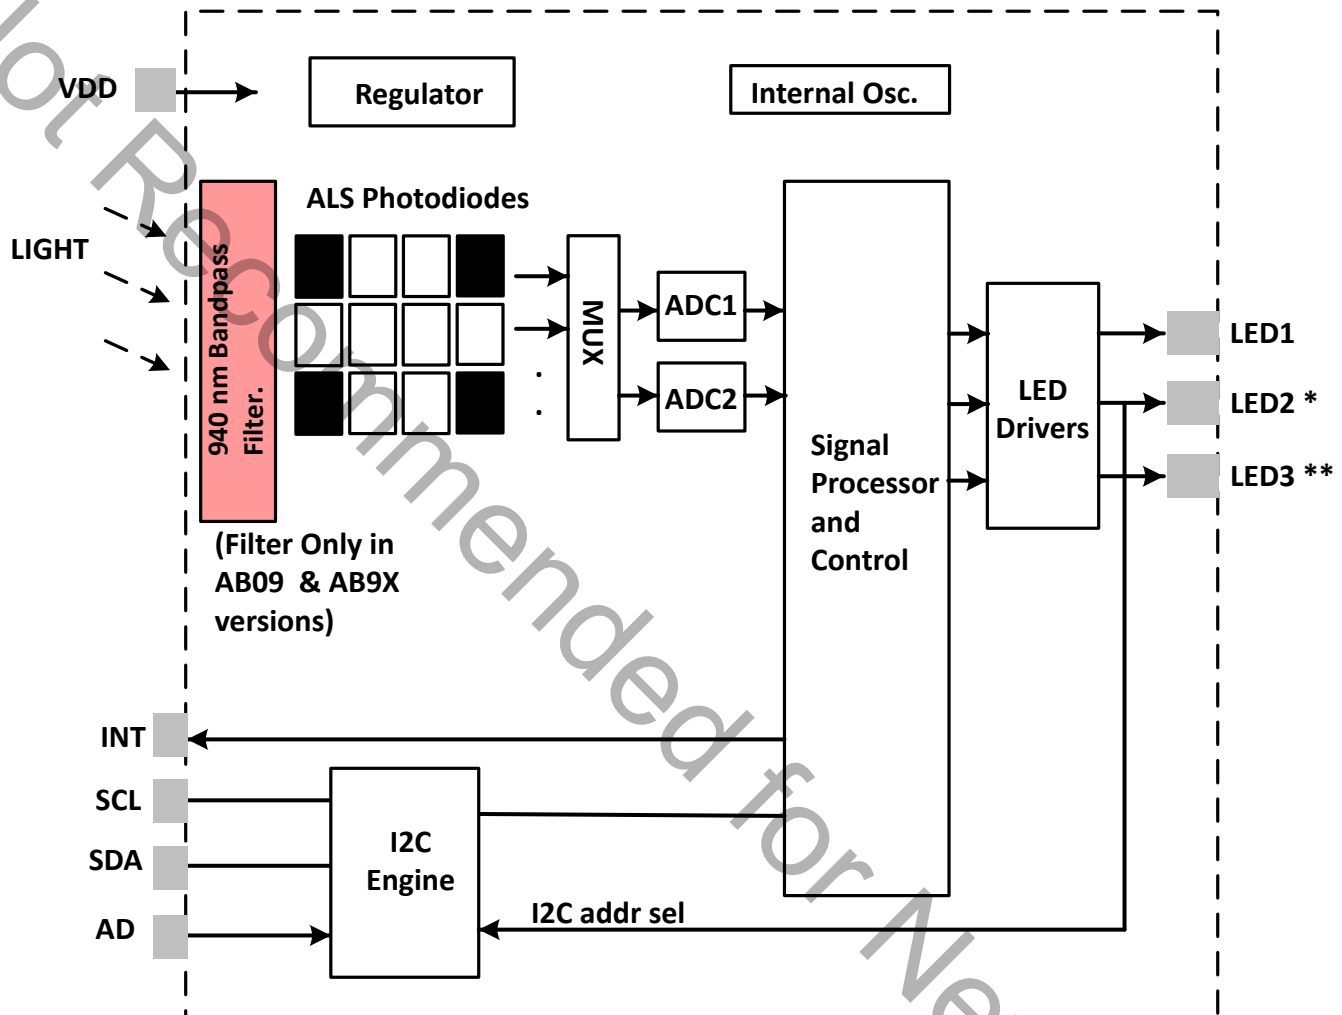 VDD
Regulator
Internal Osc.
ALS Photodiodes
LIGHT
940 nm Bandpass
Filter.
MUX
ADC1
ADC2
LED
Drivers
LED1
LED2 *
LED3 **
Signal
Processor
and
Control
(Filter Only in
AB09 & AB9X
versions)
INT
SCL
SDA
AD
I2C
Engine
I2C addr sel
Recommended for